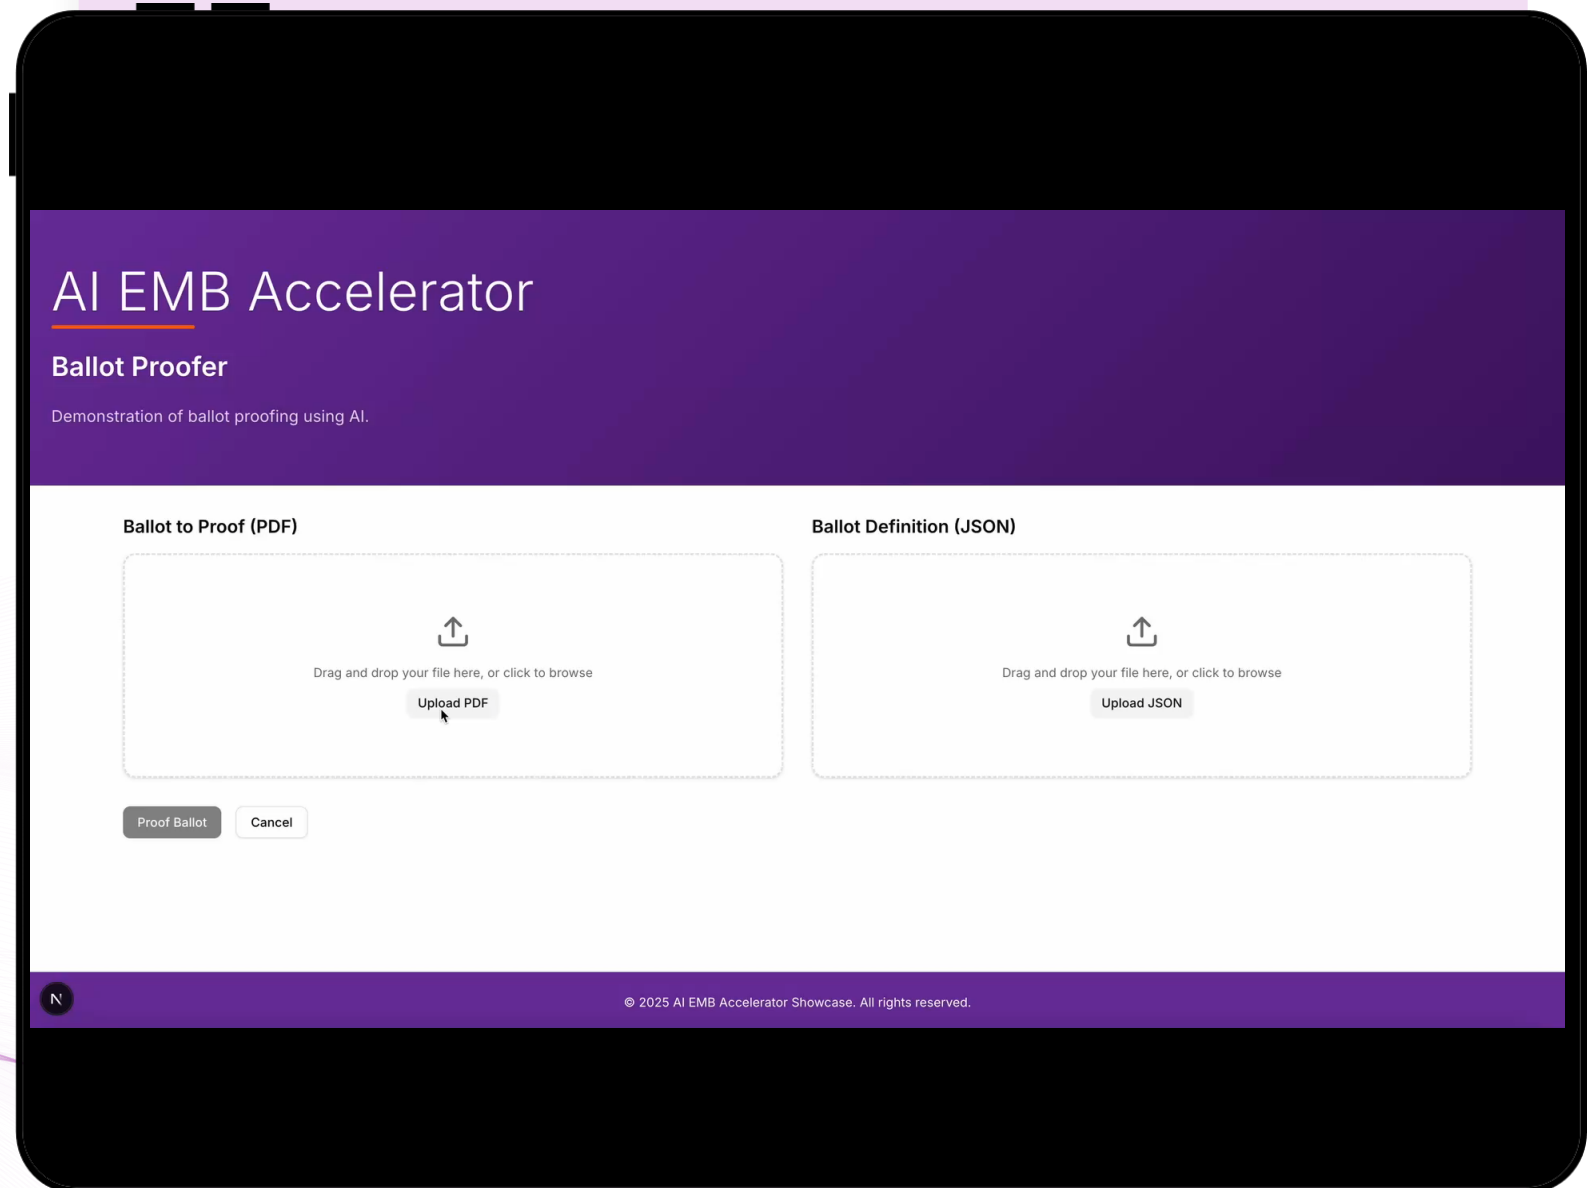 AI EMB Accelerator
Ballot Proofer
Demonstration of ballot proofing using AI.
Ballot to Proof (PDF)
Drag and drop your file here, or click to browse
Upload PDF
Ballot Definition (JSON)
Drag and drop your file here, or click to browse
Upload JSON
Proof Ballot
Cancel
N
© 2025 AI EMB Accelerator Showcase. All rights reserved.